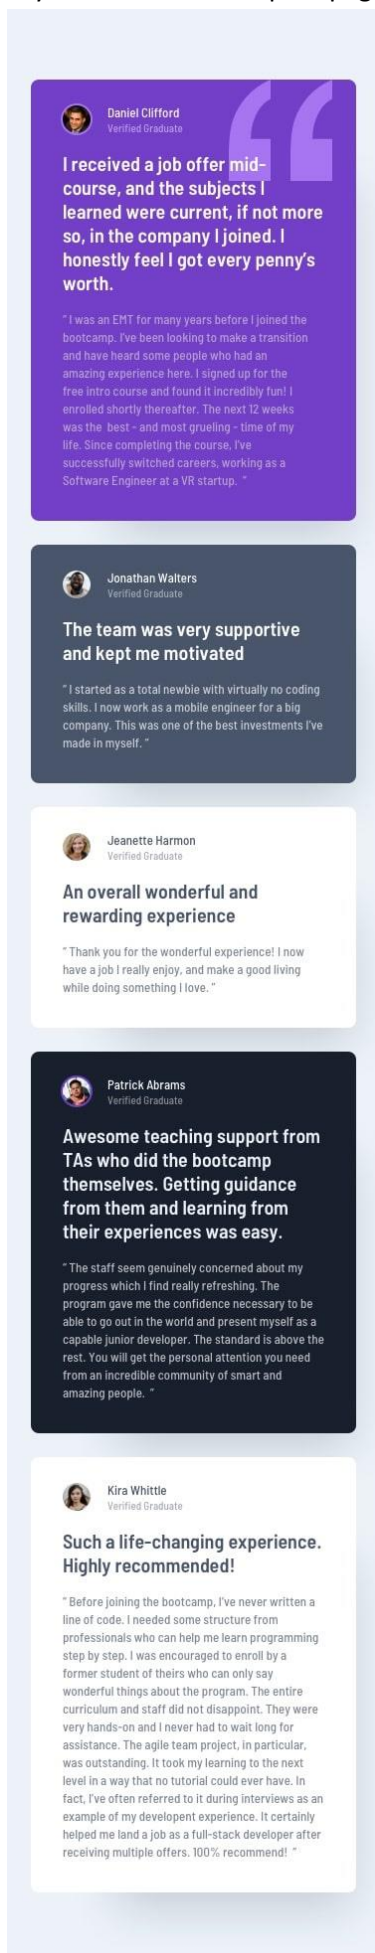 Daniel Clifford
Verified Graduate
I received a job offer mid-
course, and the subjects I
learned were current, if not more
so, in the company I joined. I
honestly feel I got every penny's
worth.
“ I was an EMT for many years before I joined the
bootcamp. I've been looking to make a transition
and have heard some people who had an
amazing experience here. I signed up for the
free intro course and found it incredibly fun! I
enrolled shortly thereafter. The next 12 weeks
was the best - and most grueling - time of my
life. Since completing the course, I've
successfully switched careers, working as a
Software Engineer at a VR startup. ”
Jonathan Walters
Verified Graduate
The team was very supportive
and kept me motivated
“ I started as a total newbie with virtually no coding
skills. I now work as a mobile engineer for a big
company. This was one of the best investments I've
made in myself. ”
Jeanette Harmon
Verified Graduate
An overall wonderful and
rewarding experience
“ Thank you for the wonderful experience! I now
have a job I really enjoy, and make a good living
while doing something I love. ”
Patrick Abrams
Verified Graduate
Awesome teaching support from
TAs who did the bootcamp
themselves. Getting guidance
from them and learning from
their experiences was easy.
“ The staff seem genuinely concerned about my
progress which I find really refreshing. The
program gave me the confidence necessary to be
able to go out in the world and present myself as a
capable junior developer. The standard is above the
rest. You will get the personal attention you need
from an incredible community of smart and
amazing people. ”
Kira Whittle
Verified Graduate
Such a life-changing experience.
Highly recommended!
“ Before joining the bootcamp, I've never written a
line of code. I needed some structure from
professionals who can help me learn programming
step by step. I was encouraged to enroll by a
former student of theirs who can only say
wonderful things about the program. The entire
curriculum and staff did not disappoint. They were
very hands-on and I never had to wait long for
assistance. The agile team project, in particular,
was outstanding. It took my learning to the next
level in a way that no tutorial could ever have. In
fact, I've often referred to it during interviews as an
example of my developent experience. It certainly
helped me land a job as a full-stack developer after
receiving multiple offers. 100% recommend! ”